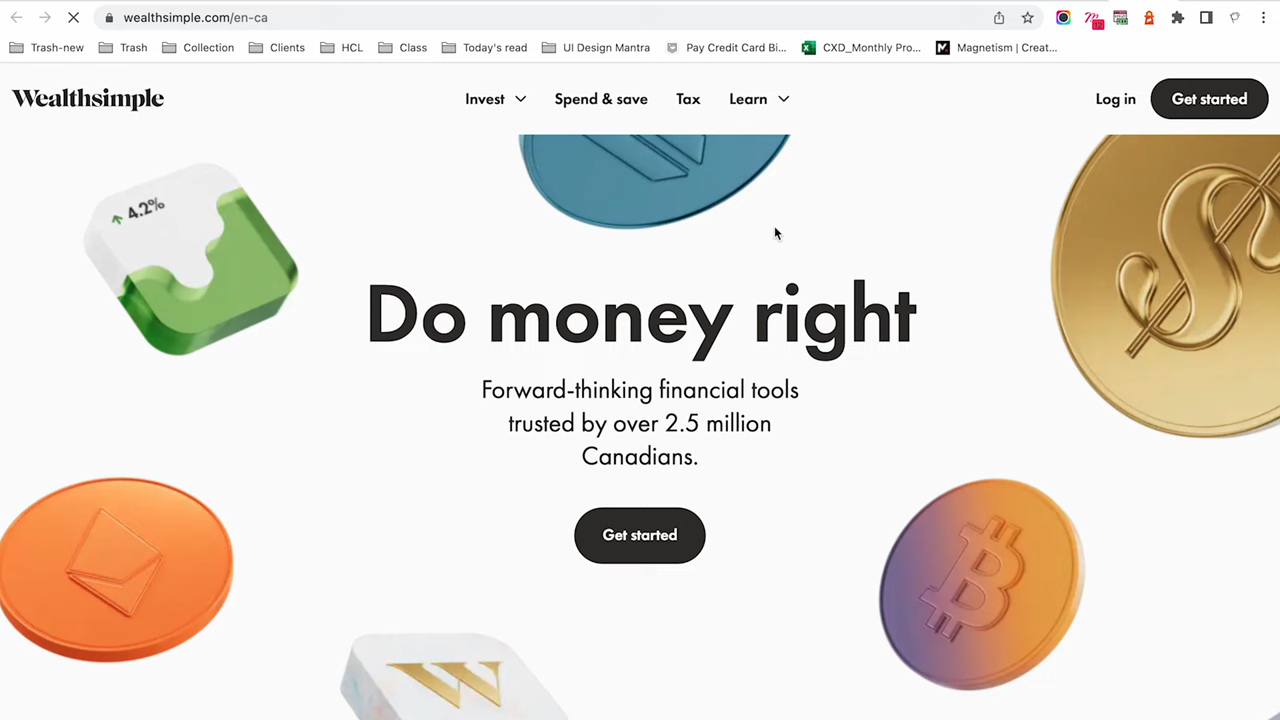 wealthsimple.com/en-ca
Trash-new
Trash
Collection
Clients
HCL
Class
Today's read
UI Design Mantra
Pay Credit Card Bi...
CXD_Monthly Pro...
Magnetism | Creat...
Wealthsimple
Invest
Spend & save
Tax
Learn
Log in
Get started
4.2%
Do money right
Forward-thinking financial tools
trusted by over 2.5 million
Canadians.
Get started